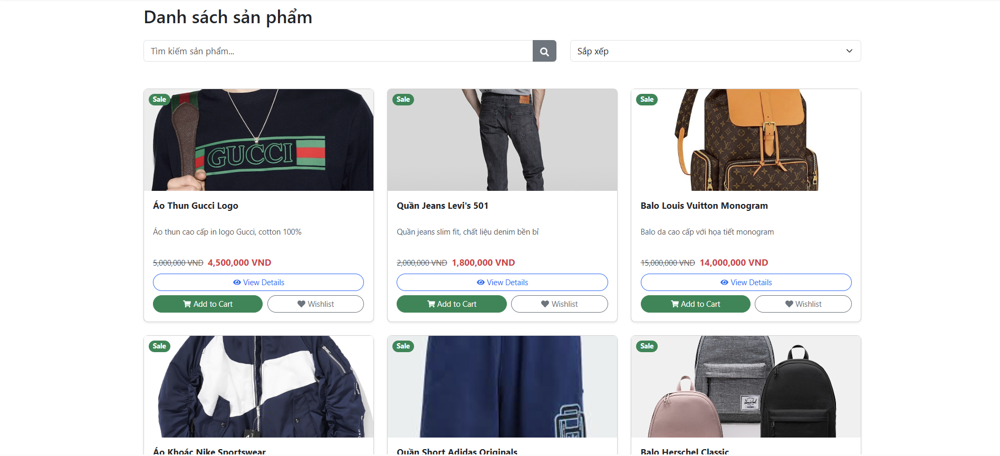 Danh sách sản phẩm
Tìm kiếm sản phẩm...
Sắp xếp
Sale
GUCCI
Áo Thun Gucci Logo
Áo thun cao cấp in logo Gucci, cotton 100%
5,000,000 VND 4,500,000 VND
View Details
Add to Cart Wishlist
Sale
Quần Jeans Levi's 501
Quần jeans slim fit, chất liệu denim bền bỉ
2,000,000 VND 1,800,000 VND
View Details
Add to Cart Wishlist
Sale
Balo Louis Vuitton Monogram
Balo da cao cấp với họa tiết monogram
15,000,000 VND 14,000,000 VND
View Details
Add to Cart Wishlist
Sale
Áo Khoác Nike Sportswear
Sale
Quần Short Adidas Originals
Sale
Herschel
Balo Herschel Classic